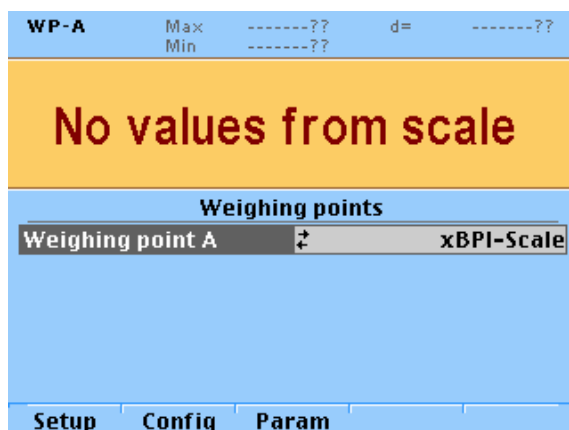 WP-A Max -------?? d= -------??
Min -------??
No values from scale
Weighing points
Weighing point A xBPI-Scale
Setup Config Param